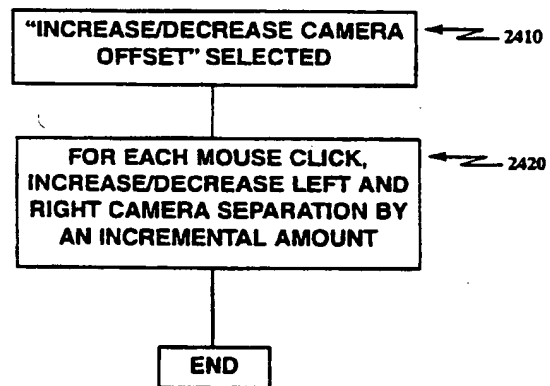 “INCREASE/DECREASE CAMERA
OFFSET” SELECTED
2410
FOR EACH MOUSE CLICK,
INCREASE/DECREASE LEFT AND
RIGHT CAMERA SEPARATION BY
AN INCREMENTAL AMOUNT
2420
END